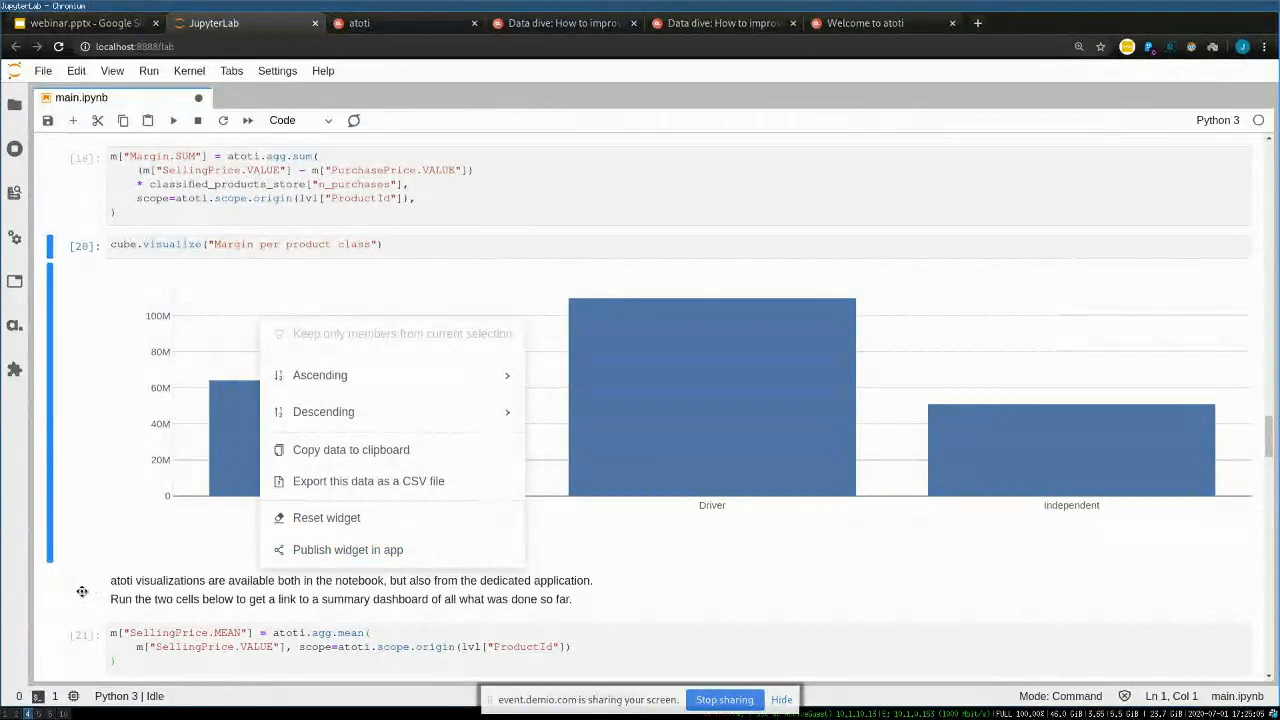 JupyterLab - Chromium
webinar.pptx - Google S
JupyterLab
atoti
Data dive: How to improv
Data dive: How to improv
Welcome to atoti
localhost:8888/lab
File Edit View Run Kernel Tabs Settings Help
main.ipynb
Code
Python 3
[18]: m["Margin.SUM"] = atoti.agg.sum(
(m["SellingPrice.VALUE"] - m["PurchasePrice.VALUE"])
* classified_products_store["n_purchases"],
scope=atoti.scope.origin(lvl["ProductId"]),
)
[20]: cube.visualize("Margin per product class")
100M
80M
60M
40M
20M
0
Keep only members from current selection
Ascending
Descending
Copy data to clipboard
Export this data as a CSV file
Reset widget
Publish widget in app
Driver
Independent
atoti visualizations are available both in the notebook, but also from the dedicated application.
Run the two cells below to get a link to a summary dashboard of all what was done so far.
[21]: m["SellingPrice.MEAN"] = atoti.agg.mean(
m["SellingPrice.VALUE"], scope=atoti.scope.origin(lvl["ProductId"])
)
0 1 Python 3 | Idle
Mode: Command Ln 1, Col 1 main.ipynb
event.demio.com is sharing your screen. Stop sharing Hide